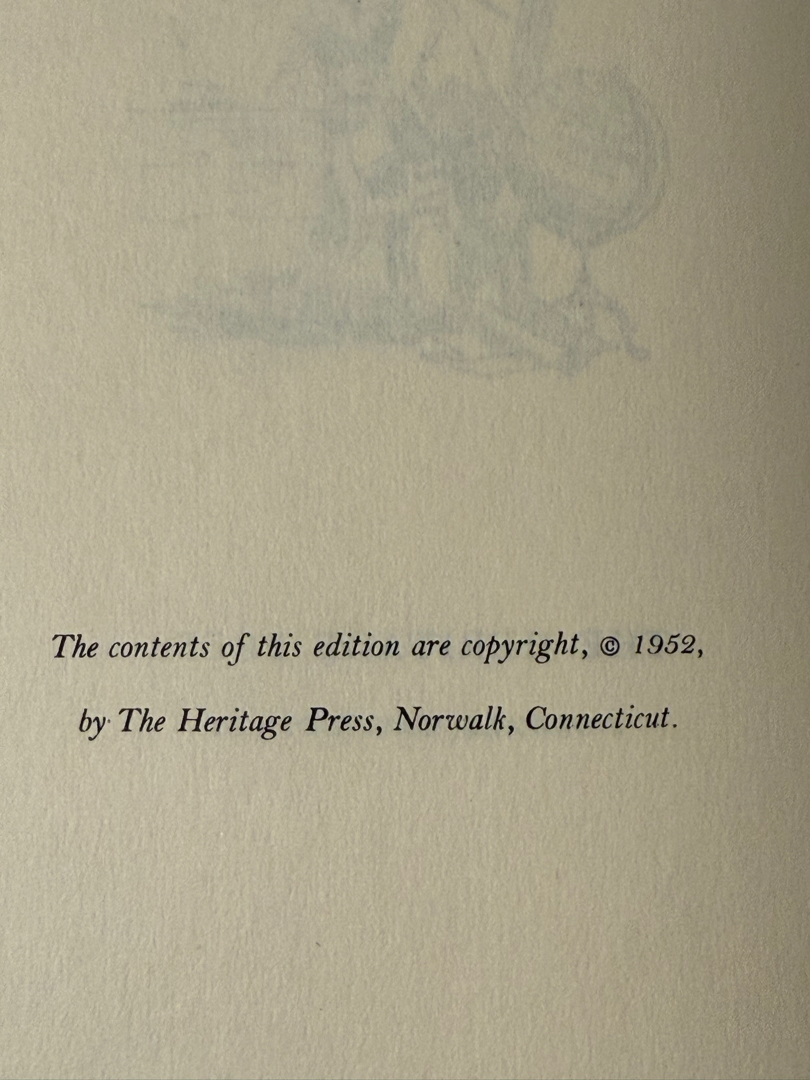 The contents of this edition are copyright, © 1952,
by The Heritage Press, Norwalk, Connecticut.